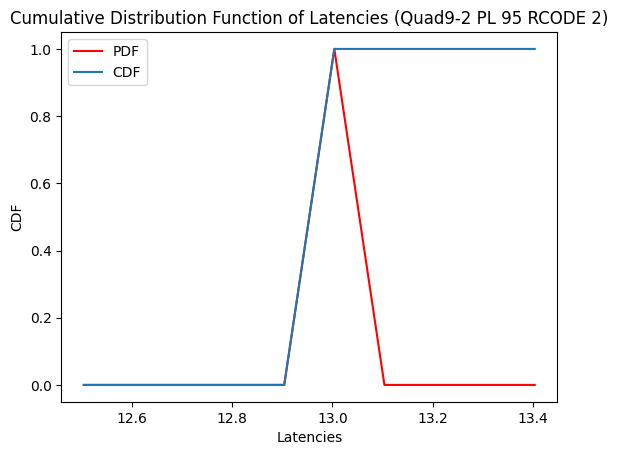 Cumulative Distribution Function of Latencies (Quad9-2 PL 95 RCODE 2)
PDF
CDF
1.0
0.8
0.6
0.4
0.2
0.0
CDF
12.6 12.8 13.0 13.2 13.4
Latencies